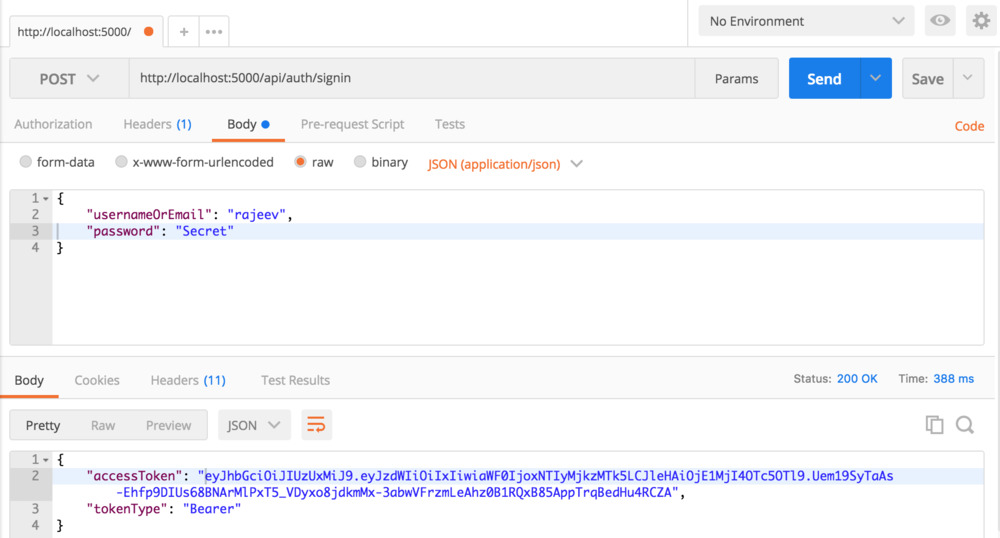 http://localhost:5000/
No Environment
POST http://localhost:5000/api/auth/signin Params Send Save
Authorization Headers (1) Body Pre-request Script Tests Code
form-data x-www-form-urlencoded raw binary JSON (application/json)
1 {
2 "usernameOrEmail": "rajeev",
3 "password": "Secret"
4 }
Body Cookies Headers (11) Test Results Status: 200 OK Time: 388 ms
Pretty Raw Preview JSON
1 {
2 "accessToken": "eyJhbGciOiJIUzUxMiJ9.eyJzdWIiOiIxIiwiaWF0IjoxNTIyMjkzMTk5LCJleHAiOjE1MjI4OTc5OTl9.Uem19SyTaAs
-Ehfp9DIUs68BNArMlPxT5_VDyxo8jdkmMx-3abwVFrzmLeAhz0B1RQxB85AppTrqBedHu4RCZA",
3 "tokenType": "Bearer"
4 }